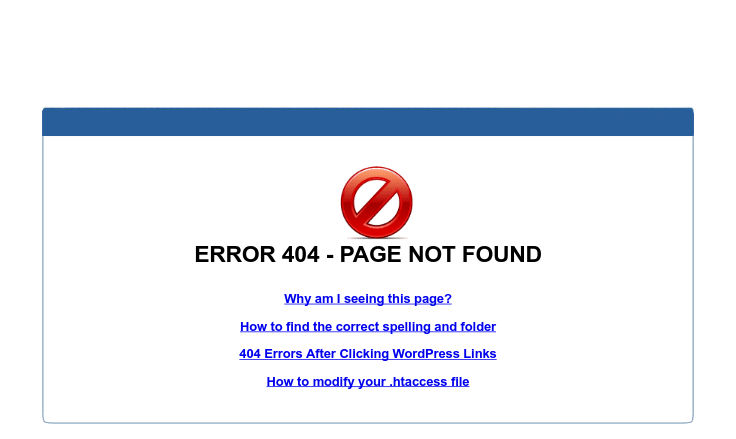 ERROR 404 - PAGE NOT FOUND
Why am I seeing this page?
How to find the correct spelling and folder
404 Errors After Clicking WordPress Links
How to modify your .htaccess file